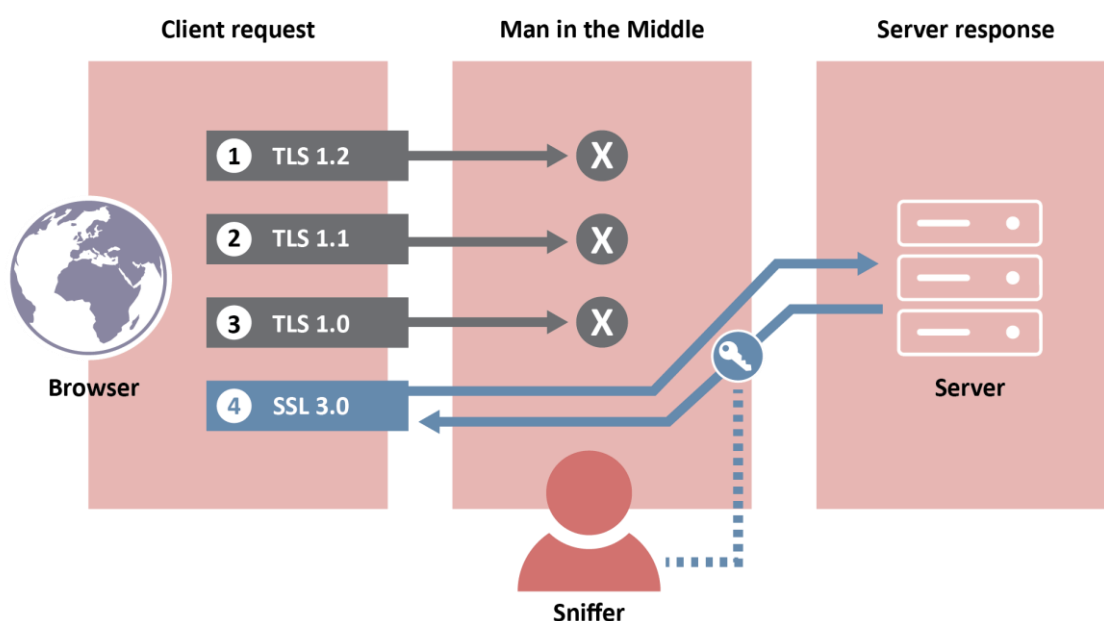 Client request
Man in the Middle
Server response
1 TLS 1.2
X
2 TLS 1.1
X
3 TLS 1.0
X
Browser
4 SSL 3.0
Server
Sniffer